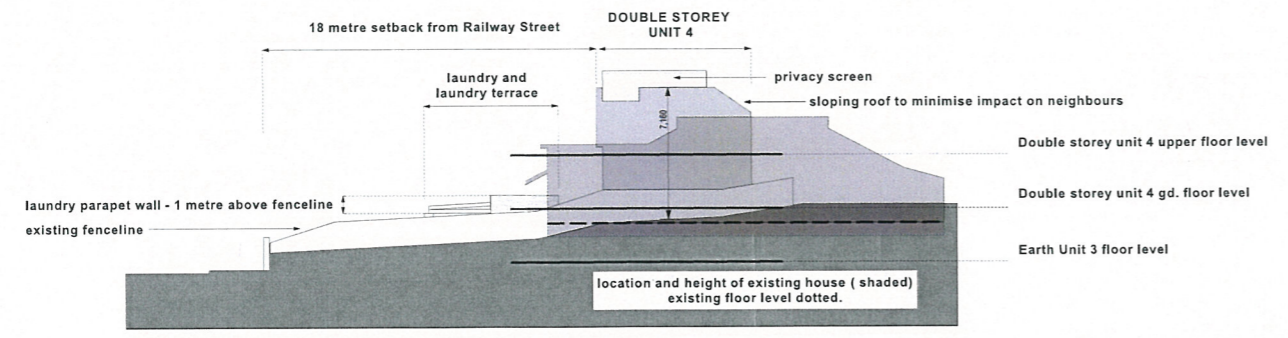 DOUBLE STOREY
UNIT 4
18 metre setback from Railway Street
laundry and
laundry terrace
privacy screen
sloping roof to minimise impact on neighbours
7,160
Double storey unit 4 upper floor level
Double storey unit 4 gd. floor level
laundry parapet wall - 1 metre above fenceline
existing fenceline
Earth Unit 3 floor level
location and height of existing house ( shaded)
existing floor level dotted.